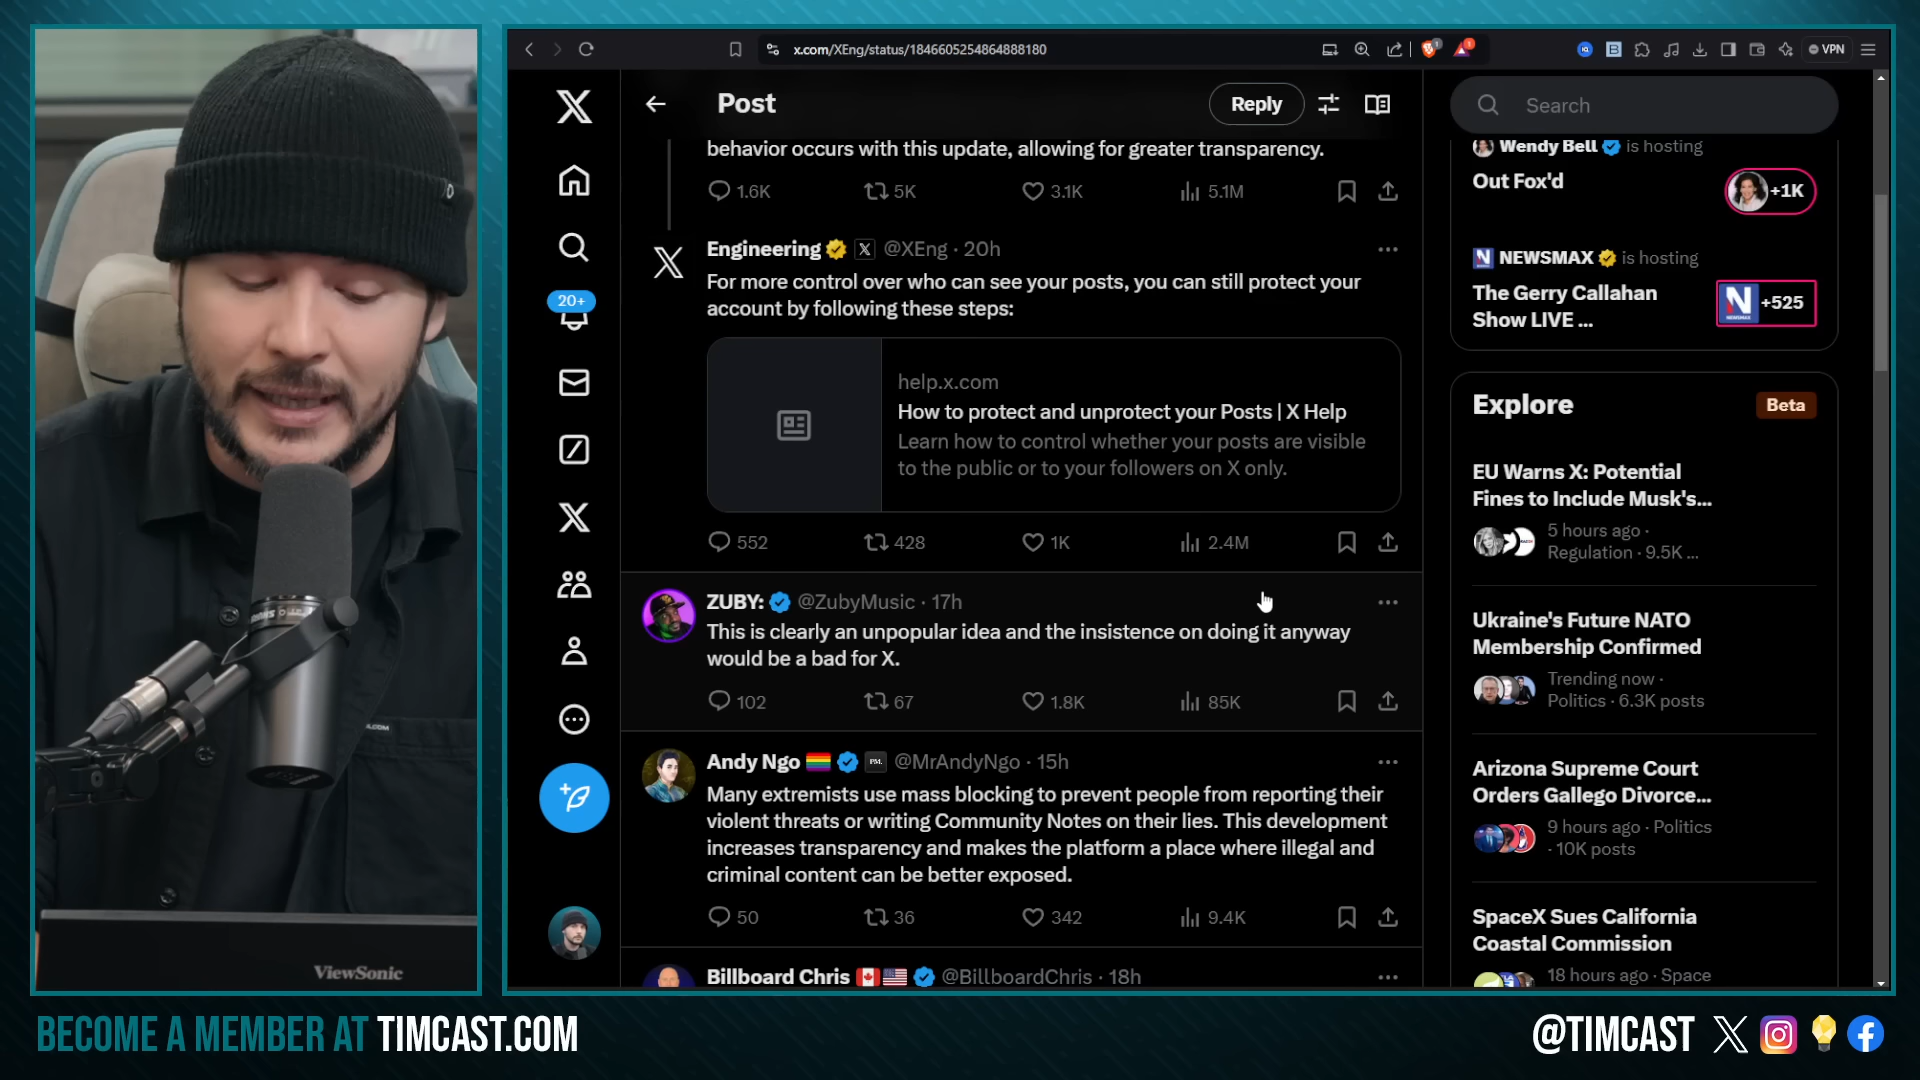 x.com/XEng/status/1846605254864888180
VPN
Post
Reply
Search
behavior occurs with this update, allowing for greater transparency.
1.6K 5K 3.1K 5.1M
Engineering @XEng · 20h
For more control over who can see your posts, you can still protect your
account by following these steps:
help.x.com
How to protect and unprotect your Posts | X Help
Learn how to control whether your posts are visible
to the public or to your followers on X only.
552 428 1K 2.4M
ZUBY: @ZubyMusic · 17h
This is clearly an unpopular idea and the insistence on doing it anyway
would be a bad for X.
102 67 1.8K 85K
Andy Ngo @MrAndyNgo · 15h
Many extremists use mass blocking to prevent people from reporting their
violent threats or writing Community Notes on their lies. This development
increases transparency and makes the platform a place where illegal and
criminal content can be better exposed.
50 36 342 9.4K
Billboard Chris @BillboardChris · 18h
20+
Wendy Bell is hosting
Out Fox'd
+1K
NEWSMAX is hosting
The Gerry Callahan
Show LIVE ...
N
NEWSMAX
+525
Explore
Beta
EU Warns X: Potential
Fines to Include Musk's...
5 hours ago ·
Regulation · 9.5K ...
Ukraine's Future NATO
Membership Confirmed
Trending now ·
Politics · 6.3K posts
Arizona Supreme Court
Orders Gallego Divorce...
9 hours ago · Politics
· 10K posts
SpaceX Sues California
Coastal Commission
18 hours ago · Space
ViewSonic
BECOME A MEMBER AT TIMCAST.COM
@TIMCAST